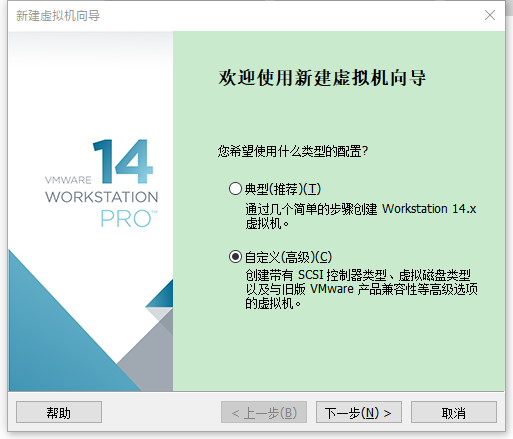 新建虚拟机向导
欢迎使用新建虚拟机向导
VMWARE 14
WORKSTATION
PRO™
您希望使用什么类型的配置?
典型(推荐)(T)
通过几个简单的步骤创建 Workstation 14.x
虚拟机。
自定义(高级)(C)
创建带有 SCSI 控制器类型、虚拟磁盘类型
以及与旧版 VMware 产品兼容性等高级选项
的虚拟机。
帮助
< 上一步(B)
下一步(N) >
取消